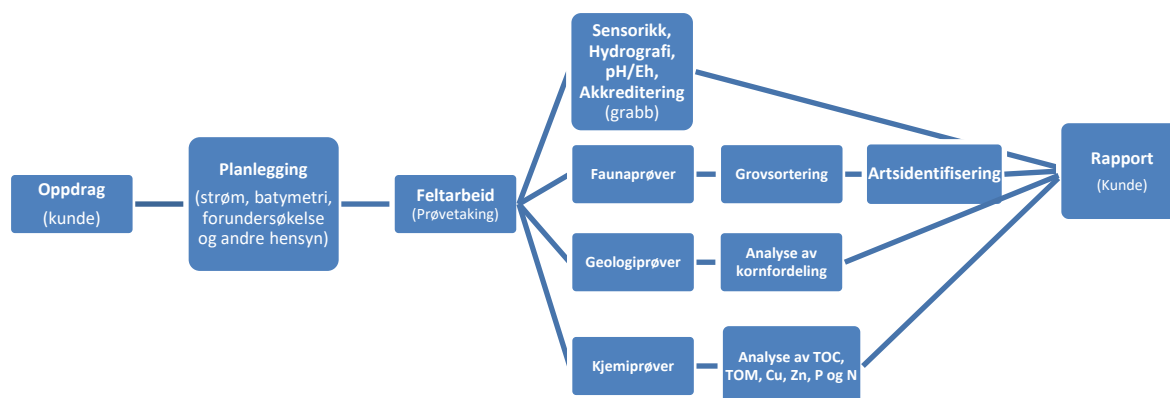 Oppdrag
(kunde)
Planlegging
(strøm, batymetri,
forundersøkelse
og andre hensyn)
Feltarbeid
(Prøvetaking)
Sensorikk,
Hydrografi,
pH/Eh,
Akkreditering
(grabb)
Faunaprøver
Grovsortering
Artsidentifisering
Geologiprøver
Analyse av
kornfordeling
Kjemiprøver
Analyse av TOC,
TOM, Cu, Zn, P og N
Rapport
(Kunde)